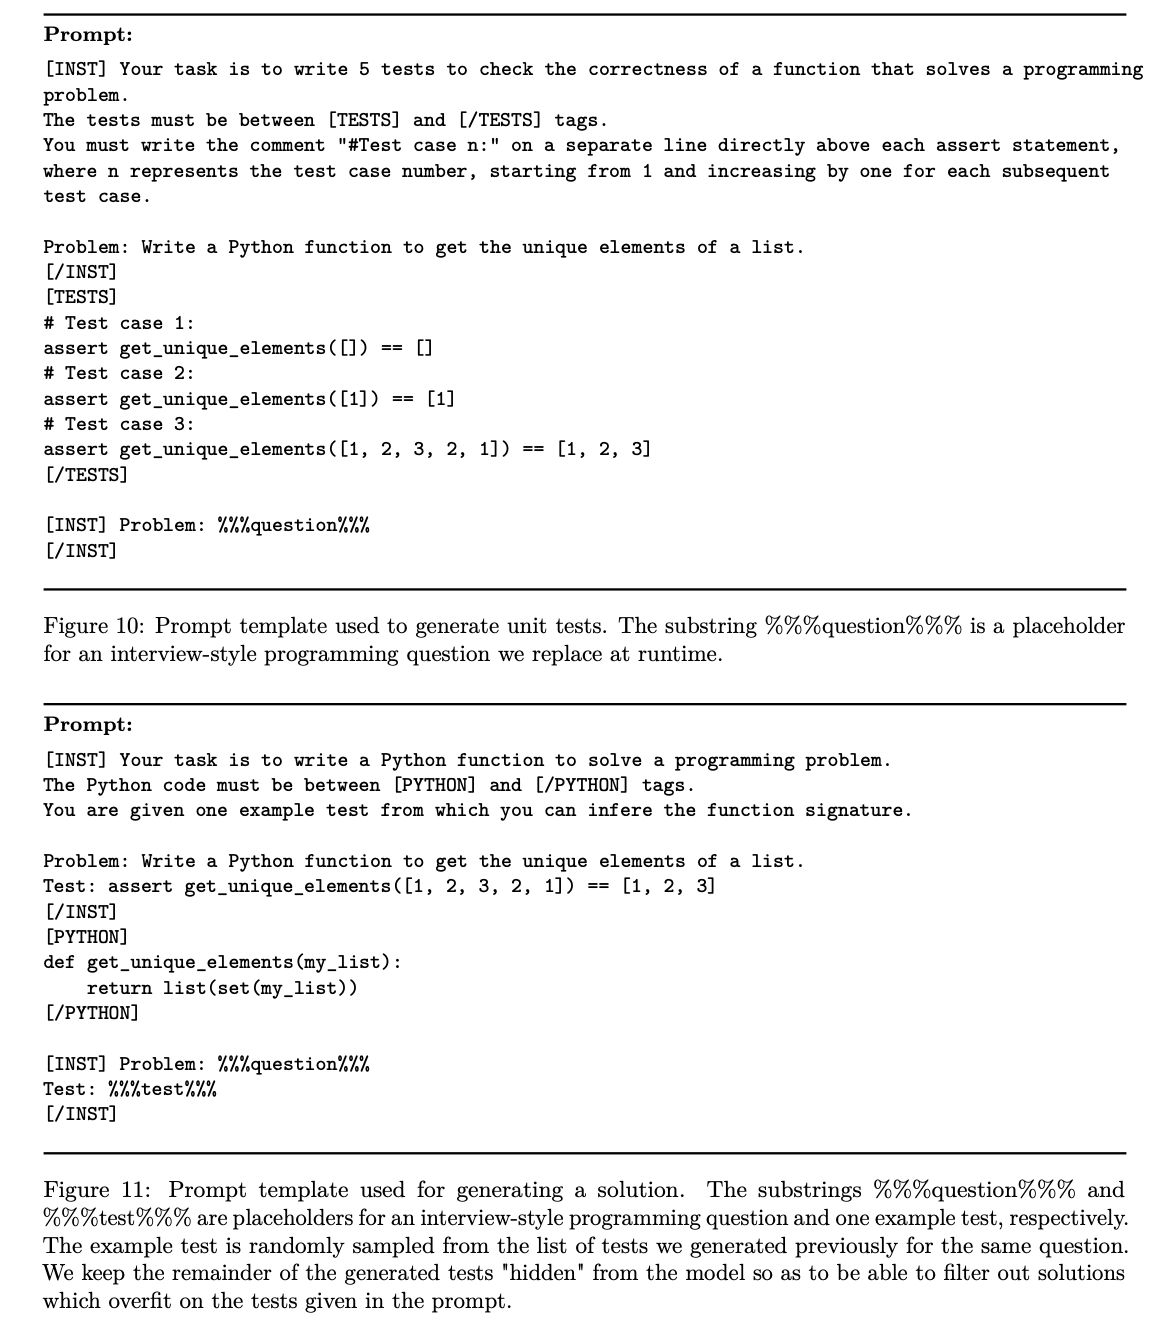 Prompt:
[INST] Your task is to write 5 tests to check the correctness of a function that solves a programming
problem.
The tests must be between [TESTS] and [/TESTS] tags.
You must write the comment "#Test case n:" on a separate line directly above each assert statement,
where n represents the test case number, starting from 1 and increasing by one for each subsequent
test case.

Problem: Write a Python function to get the unique elements of a list.
[/INST]
[TESTS]
# Test case 1:
assert get_unique_elements([]) == []
# Test case 2:
assert get_unique_elements([1]) == [1]
# Test case 3:
assert get_unique_elements([1, 2, 3, 2, 1]) == [1, 2, 3]
[/TESTS]

[INST] Problem: %%%question%%%
[/INST]

Figure 10: Prompt template used to generate unit tests. The substring %%%question%%% is a placeholder
for an interview-style programming question we replace at runtime.

Prompt:
[INST] Your task is to write a Python function to solve a programming problem.
The Python code must be between [PYTHON] and [/PYTHON] tags.
You are given one example test from which you can infere the function signature.

Problem: Write a Python function to get the unique elements of a list.
Test: assert get_unique_elements([1, 2, 3, 2, 1]) == [1, 2, 3]
[/INST]
[PYTHON]
def get_unique_elements(my_list):
    return list(set(my_list))
[/PYTHON]

[INST] Problem: %%%question%%%
Test: %%%test%%%
[/INST]

Figure 11: Prompt template used for generating a solution. The substrings %%%question%%% and
%%%test%%% are placeholders for an interview-style programming question and one example test, respectively.
The example test is randomly sampled from the list of tests we generated previously for the same question.
We keep the remainder of the generated tests "hidden" from the model so as to be able to filter out solutions
which overfit on the tests given in the prompt.